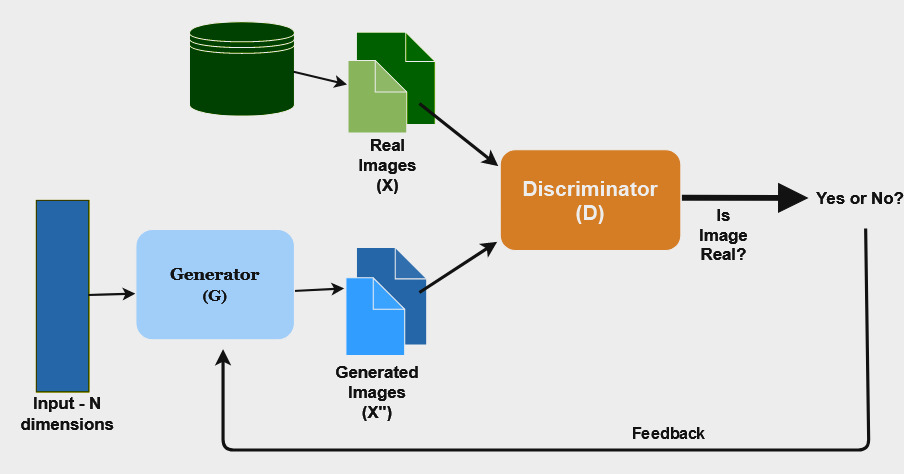 Real
Images
(X)
Discriminator
(D)
Is
Image
Real?
Yes or No?
Generator
(G)
Generated
Images
(X")
Input - N
dimensions
Feedback